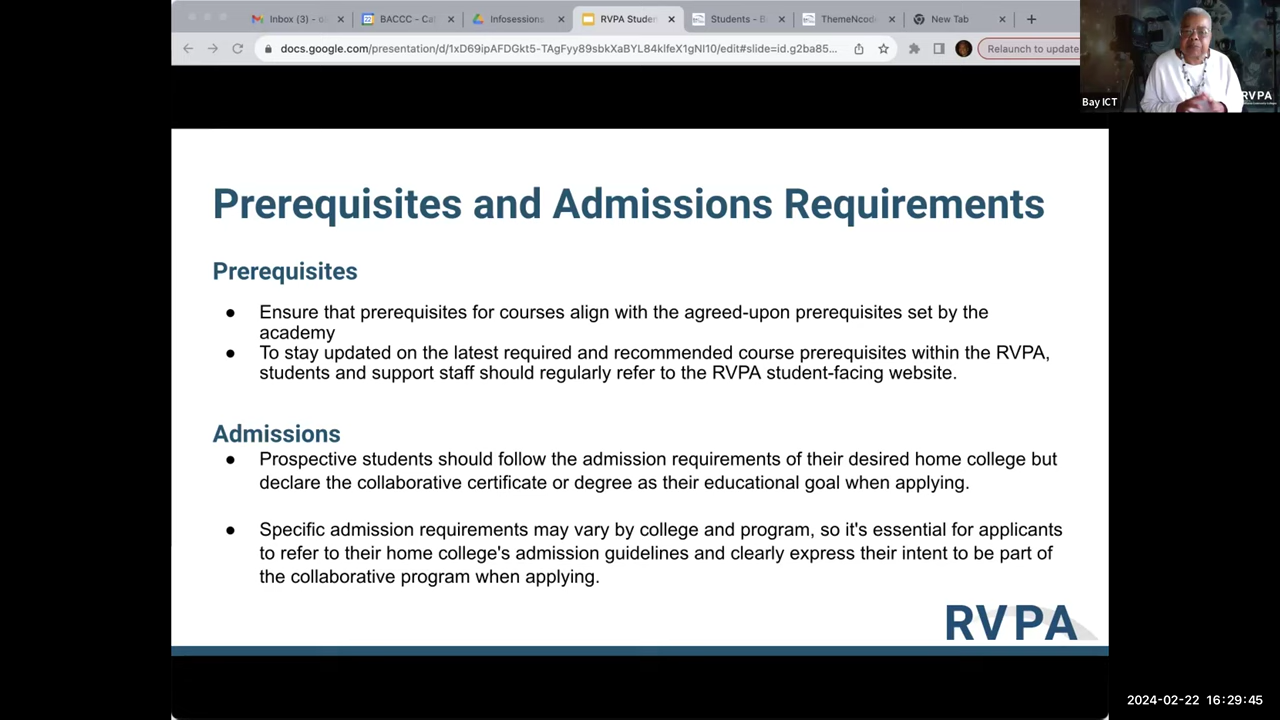 Inbox (3) -
BACCC - Ca
Infosessions
RVPA Studen
Students - B
ThemeNcod
New Tab
docs.google.com/presentation/d/1xD69ipAFDGkt5-TAgFyy89sbkXaBYL84klfeX1gNI10/edit#slide=id.g2ba85...
Relaunch to update
Bay ICT
RVPA
Prerequisites and Admissions Requirements
Prerequisites
● Ensure that prerequisites for courses align with the agreed-upon prerequisites set by the
academy
● To stay updated on the latest required and recommended course prerequisites within the RVPA,
students and support staff should regularly refer to the RVPA student-facing website.
Admissions
● Prospective students should follow the admission requirements of their desired home college but
declare the collaborative certificate or degree as their educational goal when applying.
● Specific admission requirements may vary by college and program, so it's essential for applicants
to refer to their home college's admission guidelines and clearly express their intent to be part of
the collaborative program when applying.
RVPA
2024-02-22 16:29:45